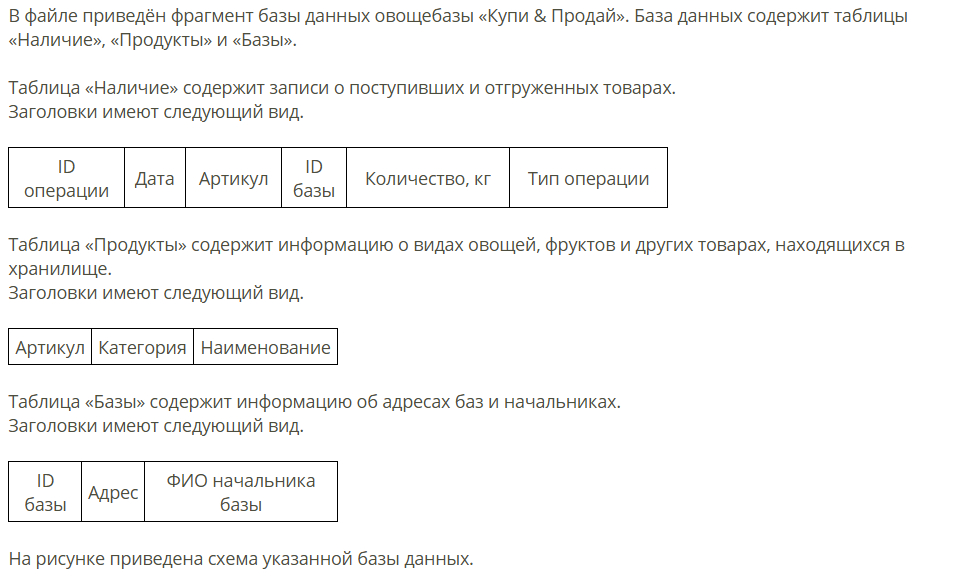 В файле приведён фрагмент базы данных овощебазы «Купи & Продай». База данных содержит таблицы
«Наличие», «Продукты» и «Базы».
Таблица «Наличие» содержит записи о поступивших и отгруженных товарах.
Заголовки имеют следующий вид.
ID операции Дата Артикул ID базы Количество, кг Тип операции
Таблица «Продукты» содержит информацию о видах овощей, фруктов и других товарах, находящихся в
хранилище.
Заголовки имеют следующий вид.
Артикул Категория Наименование
Таблица «Базы» содержит информацию об адресах баз и начальниках.
Заголовки имеют следующий вид.
ID базы Адрес ФИО начальника базы
На рисунке приведена схема указанной базы данных.